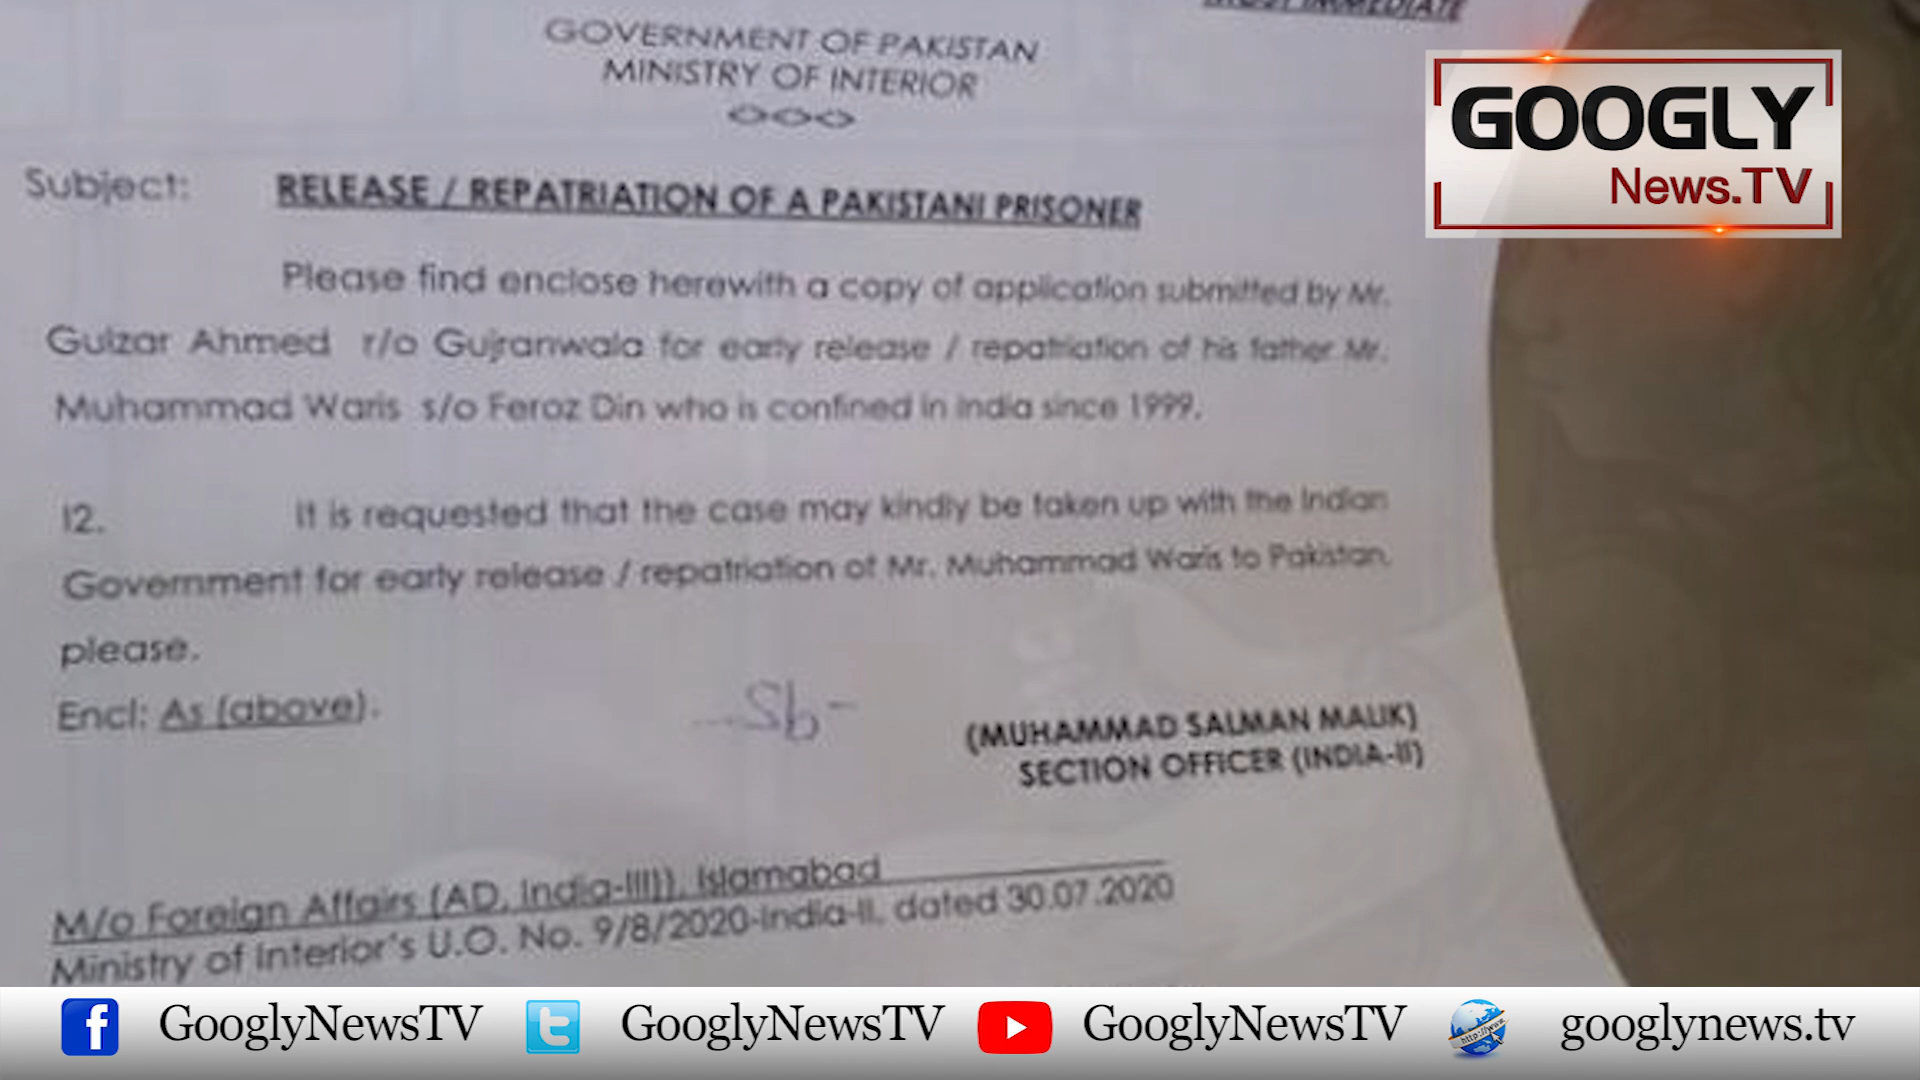 MOST IMMEDIATE
GOVERNMENT OF PAKISTAN
MINISTRY OF INTERIOR
GOOGLY
News.TV
Subject: RELEASE / REPATRIATION OF A PAKISTANI PRISONER
Please find enclose herewith a copy of application submitted by Mr.
Gulzar Ahmed r/o Gujranwala for early release / repatriation of his father Mr.
Muhammad Waris s/o Feroz Din who is confined in India since 1999.
12. It is requested that the case may kindly be taken up with the Indian
Government for early release / repatriation of Mr. Muhammad Waris to Pakistan,
please.
Encl: As (above).
(MUHAMMAD SALMAN MALIK)
SECTION OFFICER (INDIA-II)
M/o Foreign Affairs (AD, India-III)), Islamabad
Ministry of Interior's U.O. No. 9/8/2020-India-II, dated 30.07.2020
GooglyNewsTV GooglyNewsTV GooglyNewsTV googlynews.tv